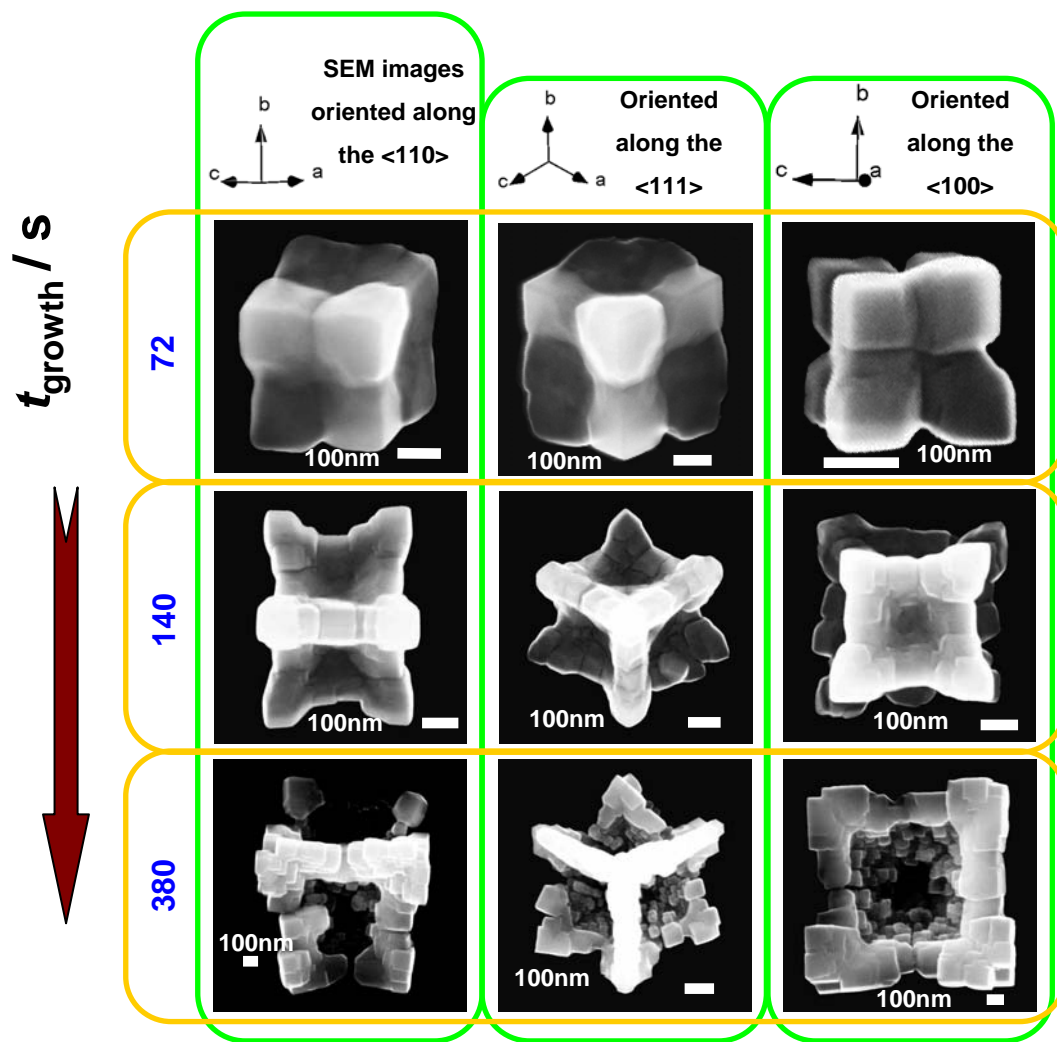 SEM images
oriented along
the <110>
b
c
a
Oriented
along the
<111>
b
c
a
Oriented
along the
<100>
b
c
a
t growth / s
72
100nm
100nm
100nm
140
100nm
100nm
100nm
380
100nm
100nm
100nm